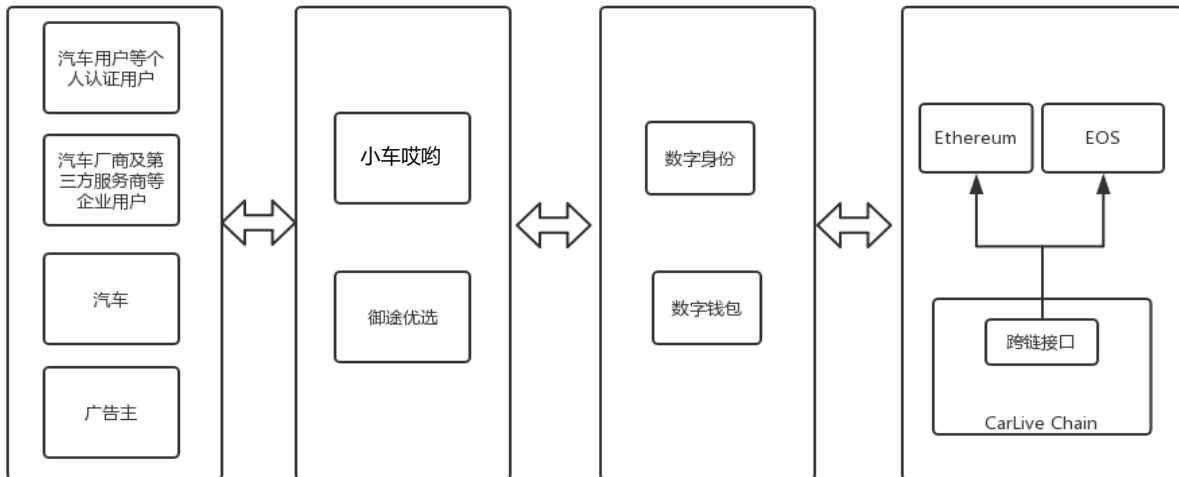 汽车用户等个
人认证用户
汽车厂商及第
三方服务商等
企业用户
汽车
广告主
小车哎哟
御途优选
数字身份
数字钱包
Ethereum
EOS
跨链接口
CarLive Chain